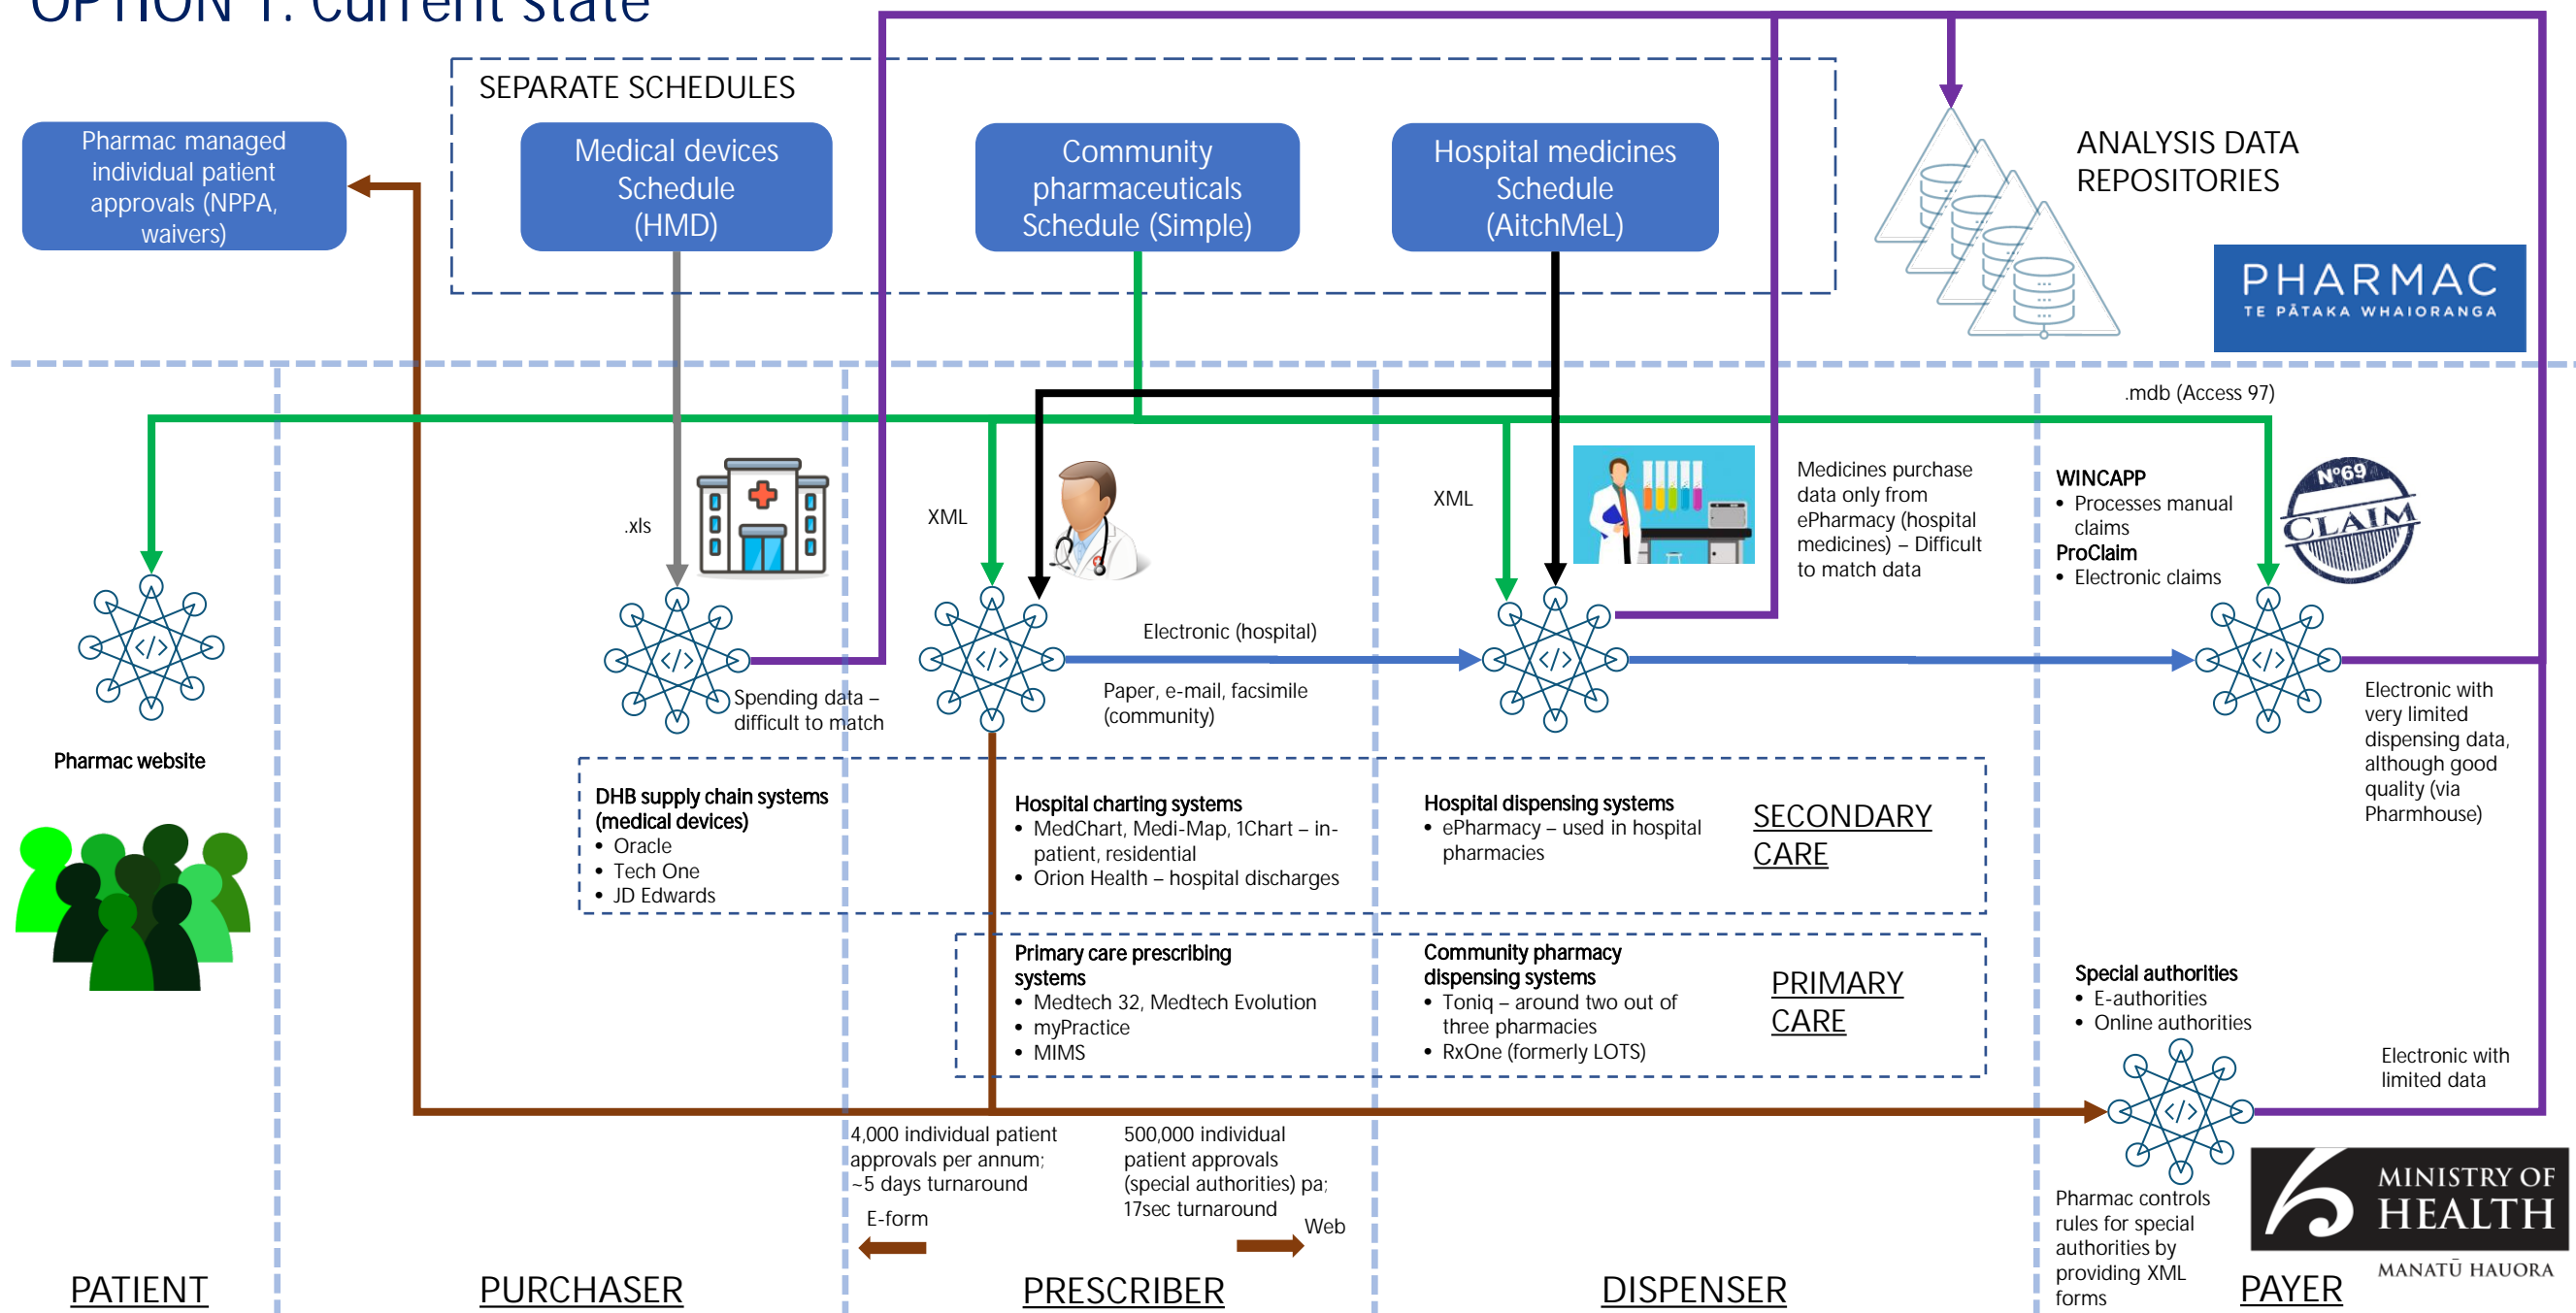 OPTION 1: Current state
SEPARATE SCHEDULES
Pharmac managed
individual patient
approvals (NPPA,
waivers)
Medical devices
Schedule
(HMD)
Community
pharmaceuticals
Schedule (Simple)
Hospital medicines
Schedule
(AitchMeL)
ANALYSIS DATA
REPOSITORIES
PHARMAC
TE PĀTAKA WHAIORANGA
.mdb (Access 97)
.xls
XML
XML
Medicines purchase
data only from
ePharmacy (hospital
medicines) – Difficult
to match data
WINCAPP
• Processes manual
claims
ProClaim
• Electronic claims
Nº69
CLAIM
</>
</>
</>
</>
</>
Electronic (hospital)
Paper, e-mail, facsimile
(community)
Spending data –
difficult to match
Electronic with
very limited
dispensing data,
although good
quality (via
Pharmhouse)
Pharmac website
DHB supply chain systems
(medical devices)
• Oracle
• Tech One
• JD Edwards
Hospital charting systems
• MedChart, Medi-Map, 1Chart – in-
patient, residential
• Orion Health – hospital discharges
Hospital dispensing systems
• ePharmacy – used in hospital
pharmacies
SECONDARY
CARE
Primary care prescribing
systems
• Medtech 32, Medtech Evolution
• myPractice
• MIMS
Community pharmacy
dispensing systems
• Toniq – around two out of
three pharmacies
• RxOne (formerly LOTS)
PRIMARY
CARE
Special authorities
• E-authorities
• Online authorities
</>
Electronic with
limited data
4,000 individual patient
approvals per annum;
~5 days turnaround
E-form
500,000 individual
patient approvals
(special authorities) pa;
17sec turnaround
Web
Pharmac controls
rules for special
authorities by
providing XML
forms
MINISTRY OF
HEALTH
MANATŪ HAUORA
PATIENT
PURCHASER
PRESCRIBER
DISPENSER
PAYER